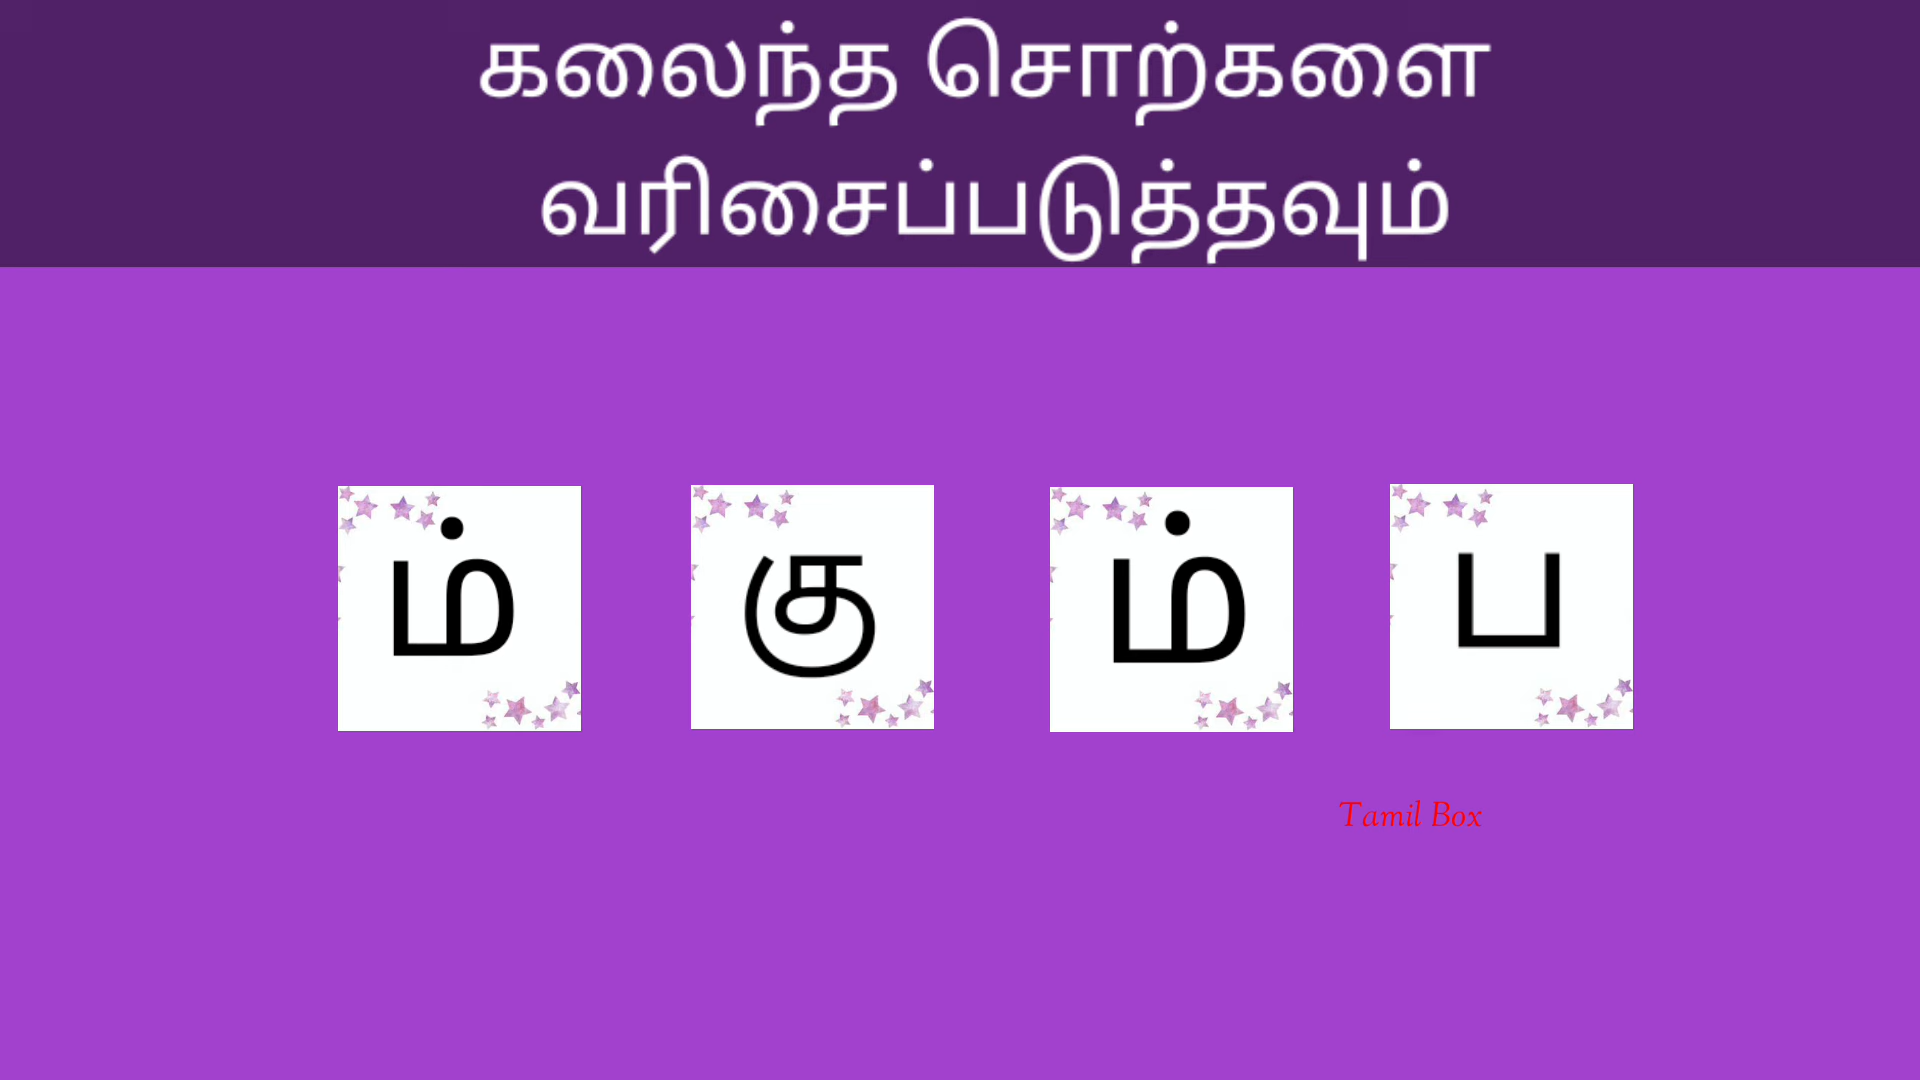 கலைந்த சொற்களை
வரிசைப்படுத்தவும்
ம் கு ம் ப
Tamil Box